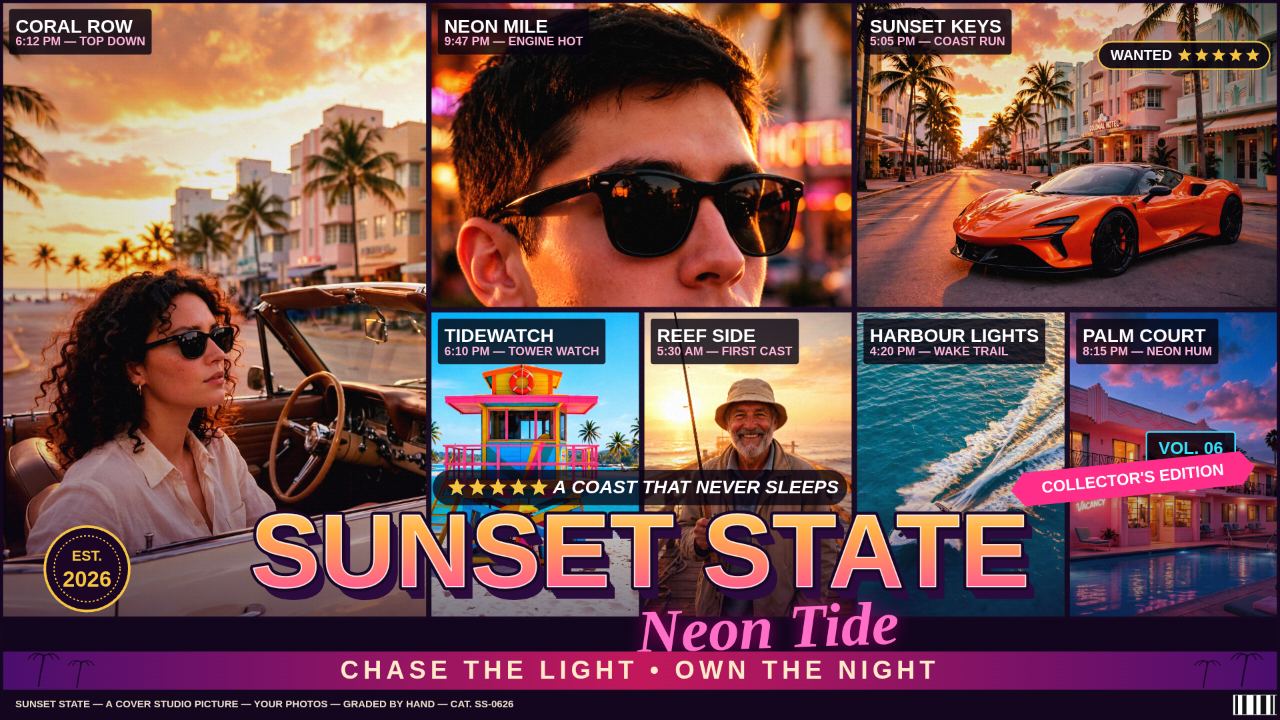 CORAL ROW
6:12 PM — TOP DOWN
NEON MILE
9:47 PM — ENGINE HOT
SUNSET KEYS
5:05 PM — COAST RUN
WANTED ★★★★★
HOTEL
COLONIAL HOTEL
TIDEWATCH
6:10 PM — TOWER WATCH
REEF SIDE
5:30 AM — FIRST CAST
HARBOUR LIGHTS
4:20 PM — WAKE TRAIL
PALM COURT
8:15 PM — NEON HUM
VOL. 06
COLLECTOR'S EDITION
VACANCY
★★★★★ A COAST THAT NEVER SLEEPS
SUNSET STATE
Neon Tide
EST.
2026
CHASE THE LIGHT • OWN THE NIGHT
SUNSET STATE — A COVER STUDIO PICTURE — YOUR PHOTOS — GRADED BY HAND — CAT. SS-0626